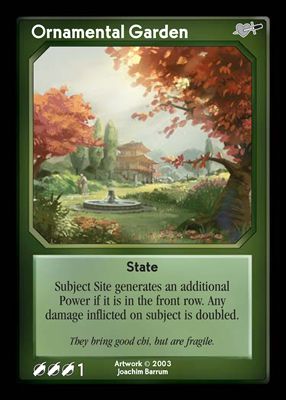 Ornamental Garden
State
Subject Site generates an additional
Power if it is in the front row. Any
damage inflicted on subject is doubled.
They bring good chi, but are fragile.
1
Artwork © 2003
Joachim Barrum